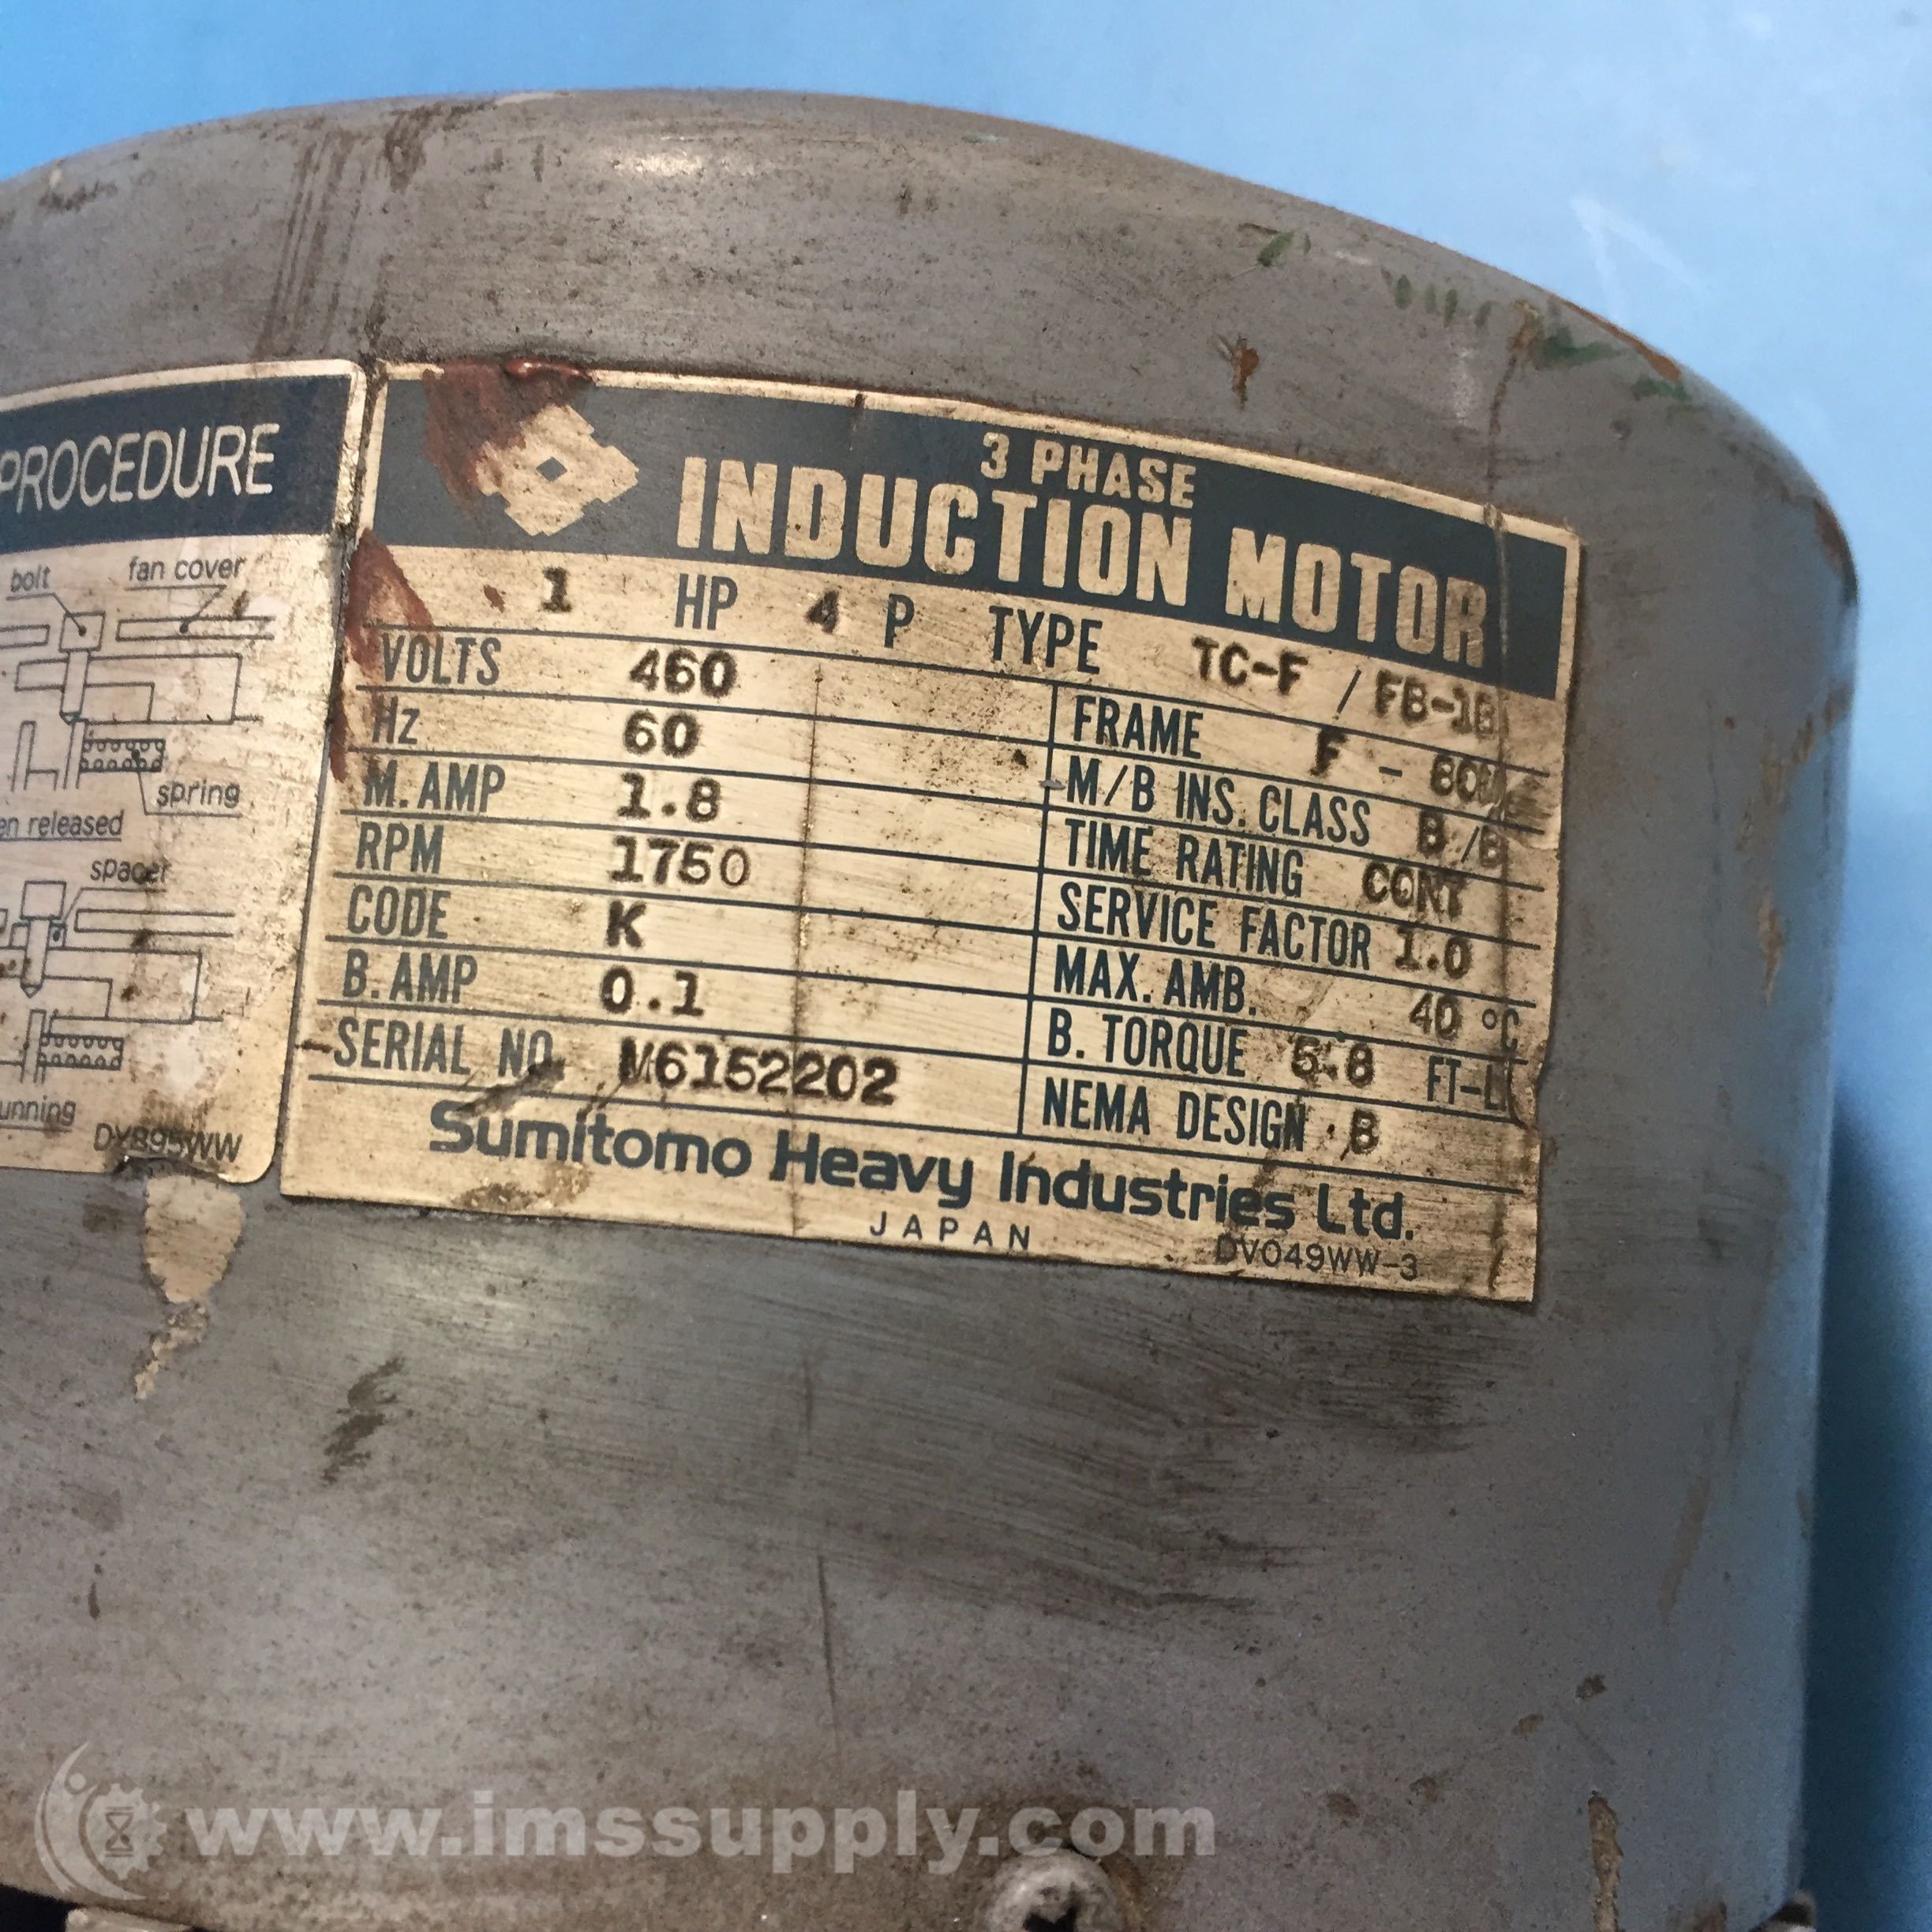 PROCEDURE
bolt fan cover
spring
en released
spacer
unning
DY895WW
3 PHASE
INDUCTION MOTOR
1 HP 4 P TYPE TC-F / FB-1B
VOLTS 460
Hz 60
M. AMP 1.8
RPM 1750
CODE K
B. AMP 0.1
SERIAL NO. M6152202
FRAME F -
M/B INS. CLASS B /B
TIME RATING CONT
SERVICE FACTOR 1.0
MAX. AMB. 40 °C
B. TORQUE 5.8 FT-L
NEMA DESIGN B
Sumitomo Heavy Industries Ltd.
JAPAN
DV049WW-3
www.imssupply.com